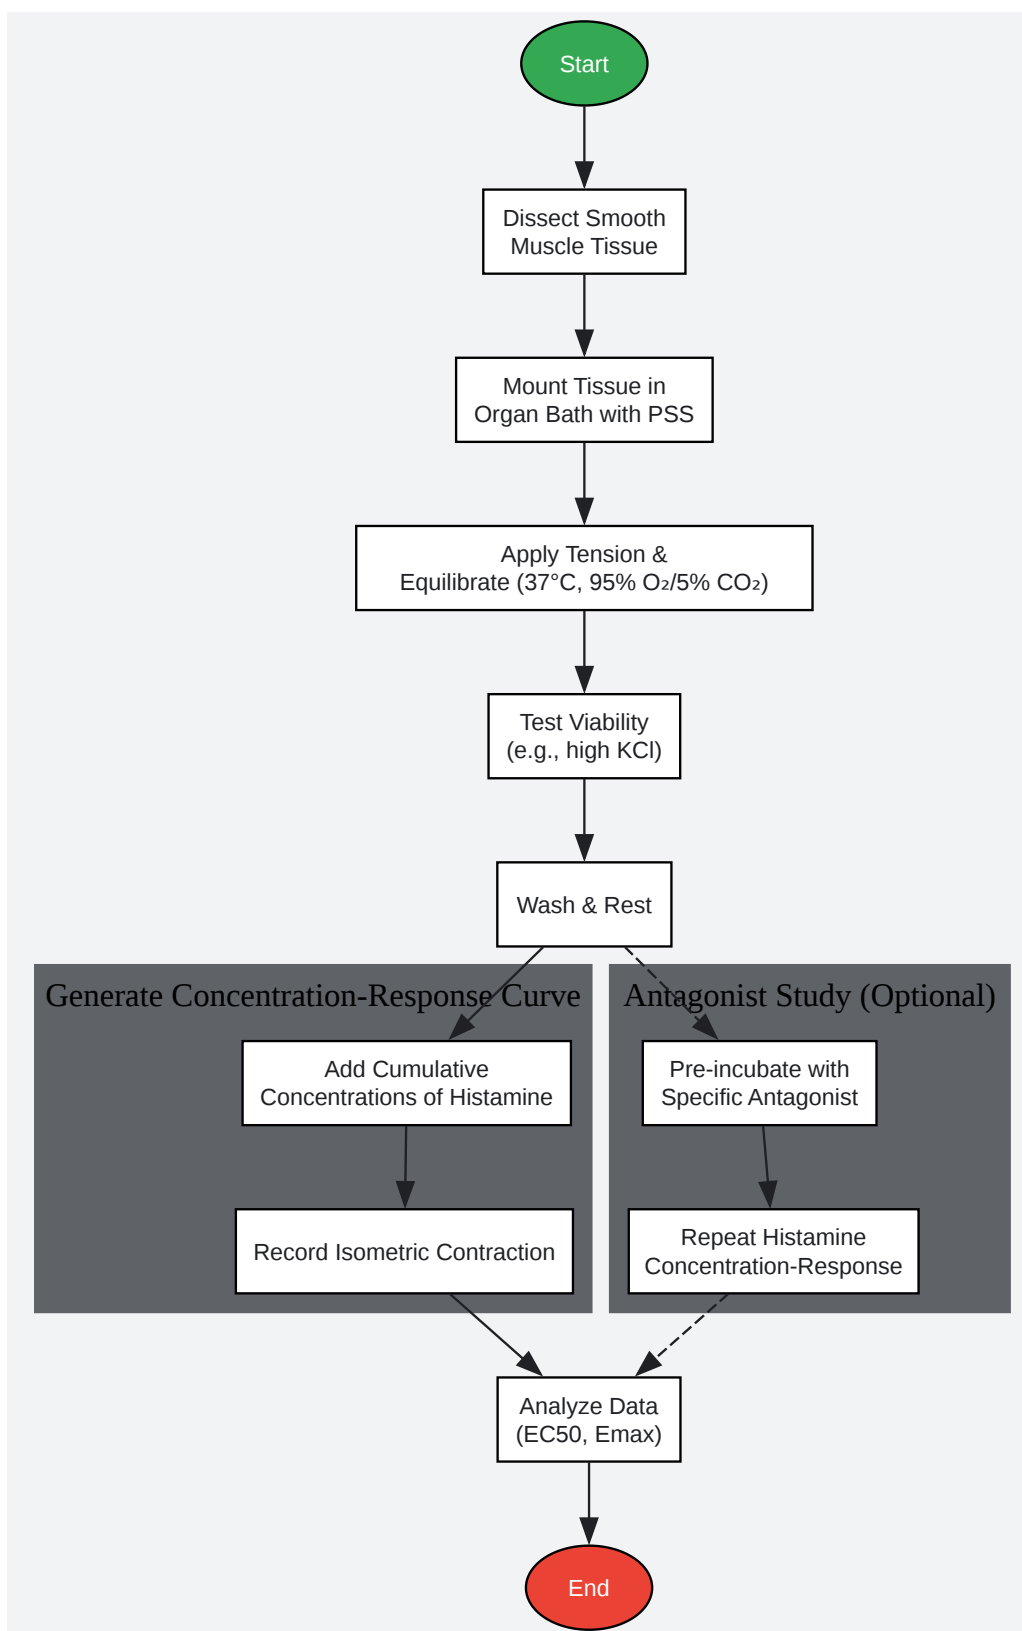 Start
Dissect Smooth
Muscle Tissue
Mount Tissue in
Organ Bath with PSS
Apply Tension &
Equilibrate (37°C, 95% O₂/5% CO₂)
Test Viability
(e.g., high KCl)
Wash & Rest
Generate Concentration-Response Curve
Add Cumulative
Concentrations of Histamine
Record Isometric Contraction
Antagonist Study (Optional)
Pre-incubate with
Specific Antagonist
Repeat Histamine
Concentration-Response
Analyze Data
(EC50, Emax)
End